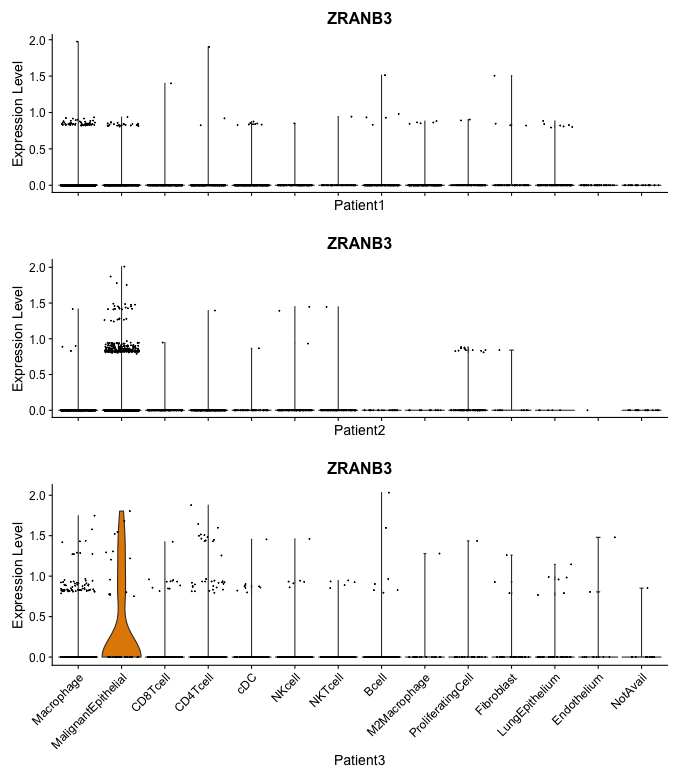 ZRANB3
Expression Level
2.0
1.5
1.0
0.5
0.0
Patient1
ZRANB3
Expression Level
2.0
1.5
1.0
0.5
0.0
Patient2
ZRANB3
Expression Level
2.0
1.5
1.0
0.5
0.0
Macrophage
MalignantEpithelial
CD8Tcell
CD4Tcell
cDC
NKcell
NKTcell
Bcell
M2Macrophage
ProliferatingCell
Fibroblast
LungEpithelium
Endothelium
NotAvail
Patient3